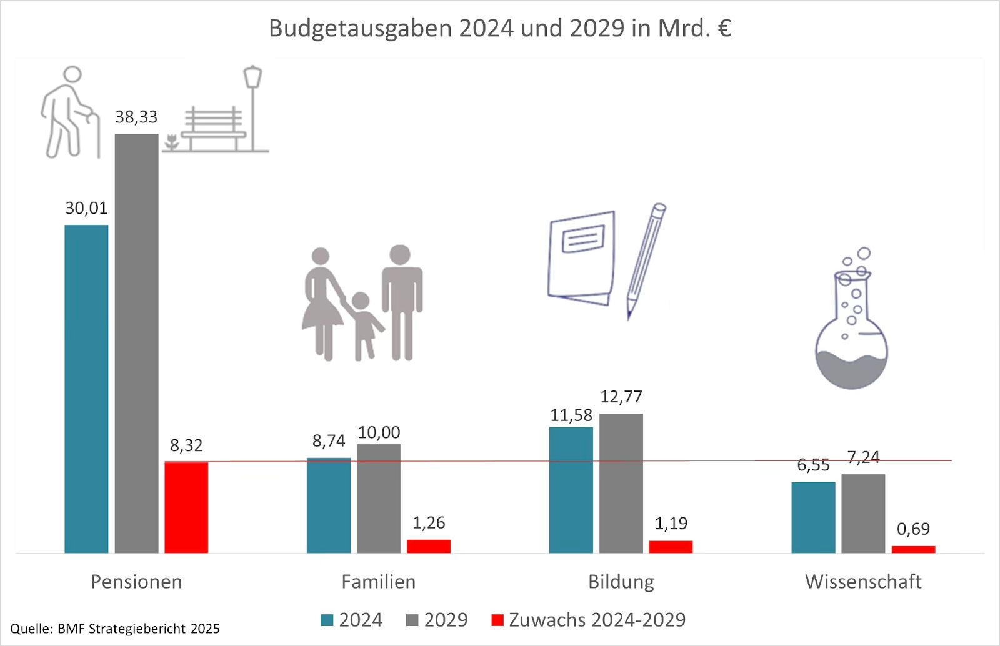 Budgetausgaben 2024 und 2029 in Mrd. €
30,01
38,33
8,32
8,74
10,00
1,26
11,58
12,77
1,19
6,55
7,24
0,69
Pensionen
Familien
Bildung
Wissenschaft
2024
2029
Zuwachs 2024-2029
Quelle: BMF Strategiebericht 2025